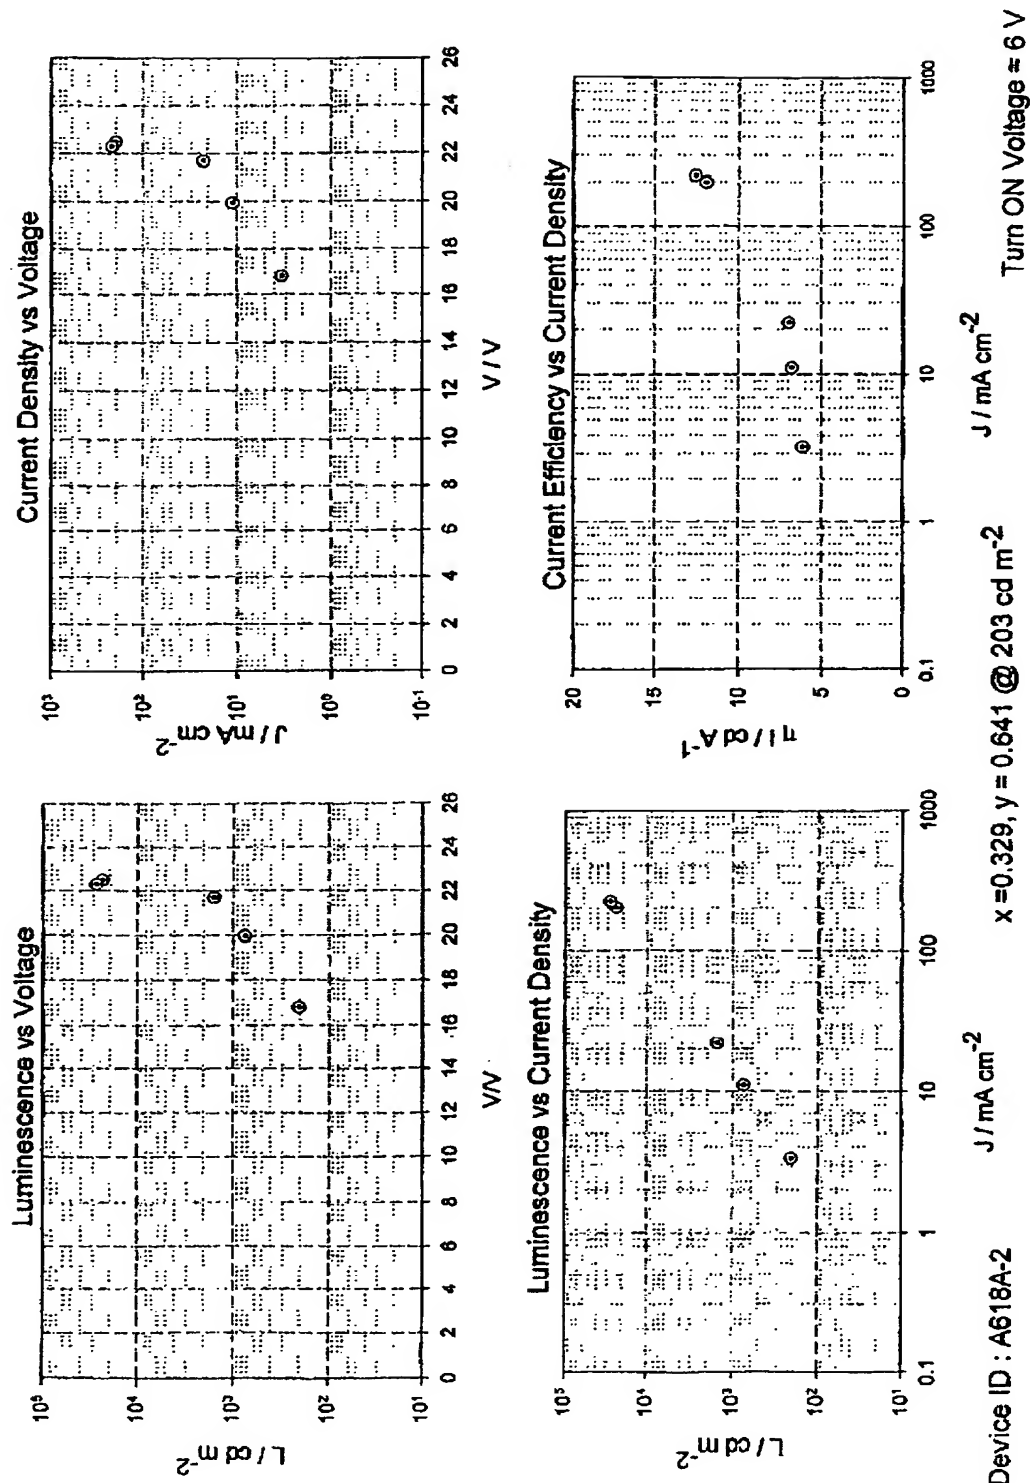 Luminescence vs Voltage
10⁵
10⁴
10³
10²
10¹
L / cd m⁻²
0 2 4 6 8 10 12 14 16 18 20 22 24 26
V/V
Current Density vs Voltage
10³
10²
10¹
10⁰
10⁻¹
J / mA cm⁻²
0 2 4 6 8 10 12 14 16 18 20 22 24 26
V / V
Luminescence vs Current Density
10⁵
10⁴
10³
10²
10¹
L / cd m⁻²
0.1 1 10 100 1000
J / mA cm⁻²
Current Efficiency vs Current Density
20
15
10
5
0
η I / cd A⁻¹
0.1 1 10 100 1000
J / mA cm⁻²
Device ID : A618A-2
x =0.329, y = 0.641 @ 203 cd m⁻²
Turn ON Voltage = 6 V